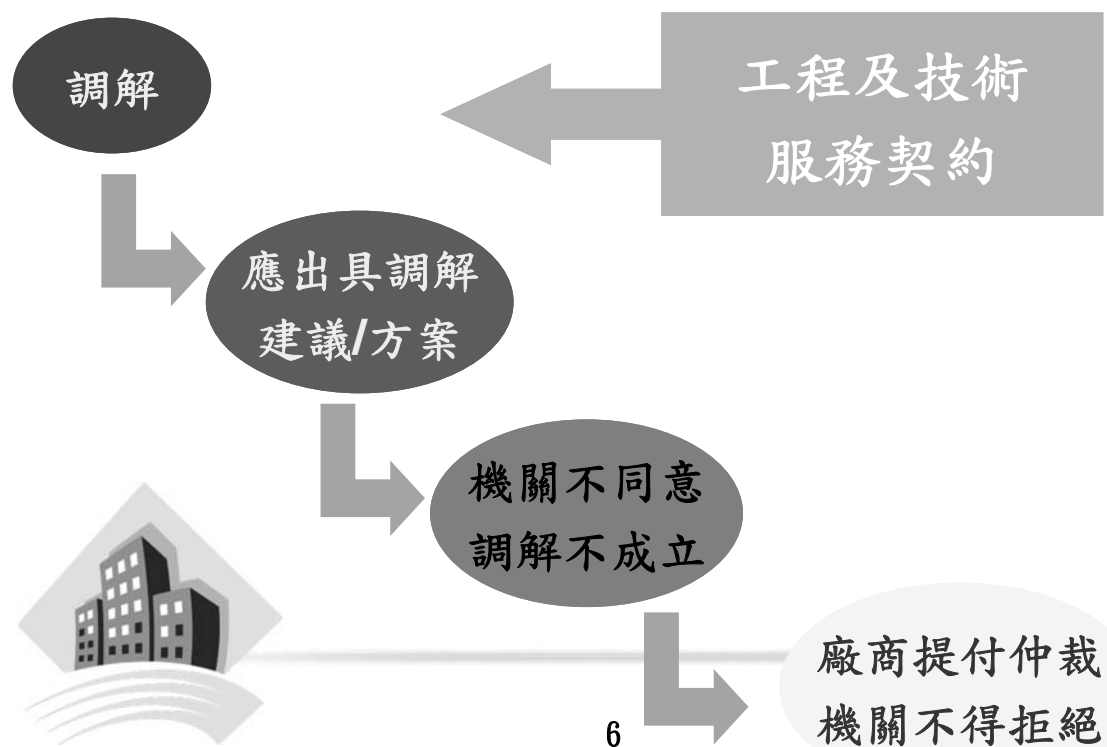 調解
工程及技術
服務契約
應出具調解
建議/方案
機關不同意
調解不成立
廠商提付仲裁
機關不得拒絕
6